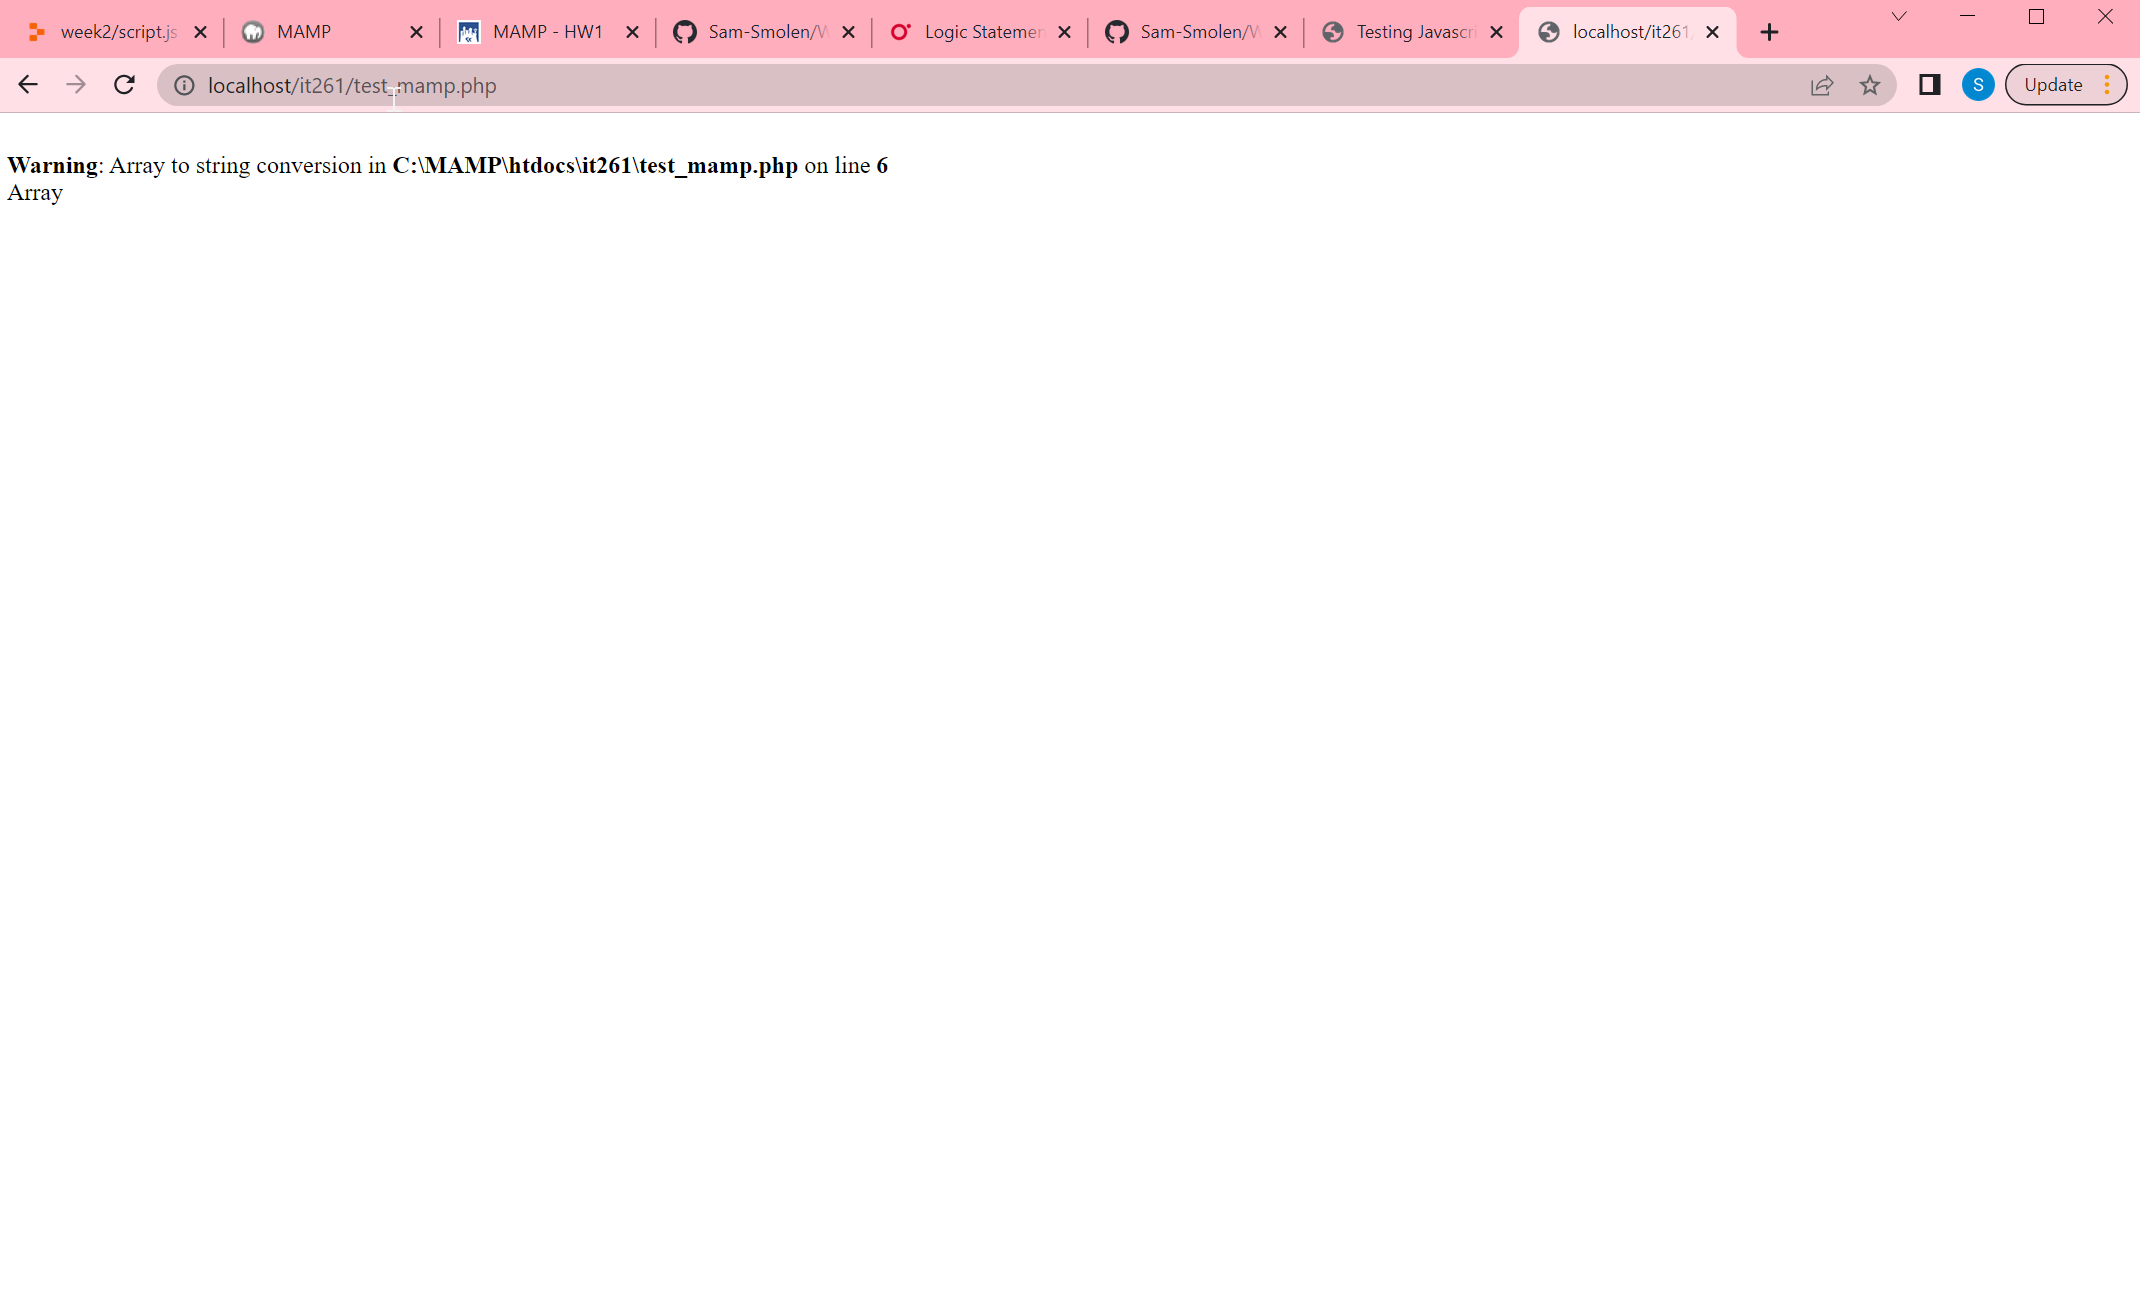 week2/script.js
MAMP
MAMP - HW1
Sam-Smolen/W
Logic Statemen
Sam-Smolen/W
Testing Javascri
localhost/it261/
localhost/it261/test_mamp.php
S
Update
Warning: Array to string conversion in C:\MAMP\htdocs\it261\test_mamp.php on line 6
Array